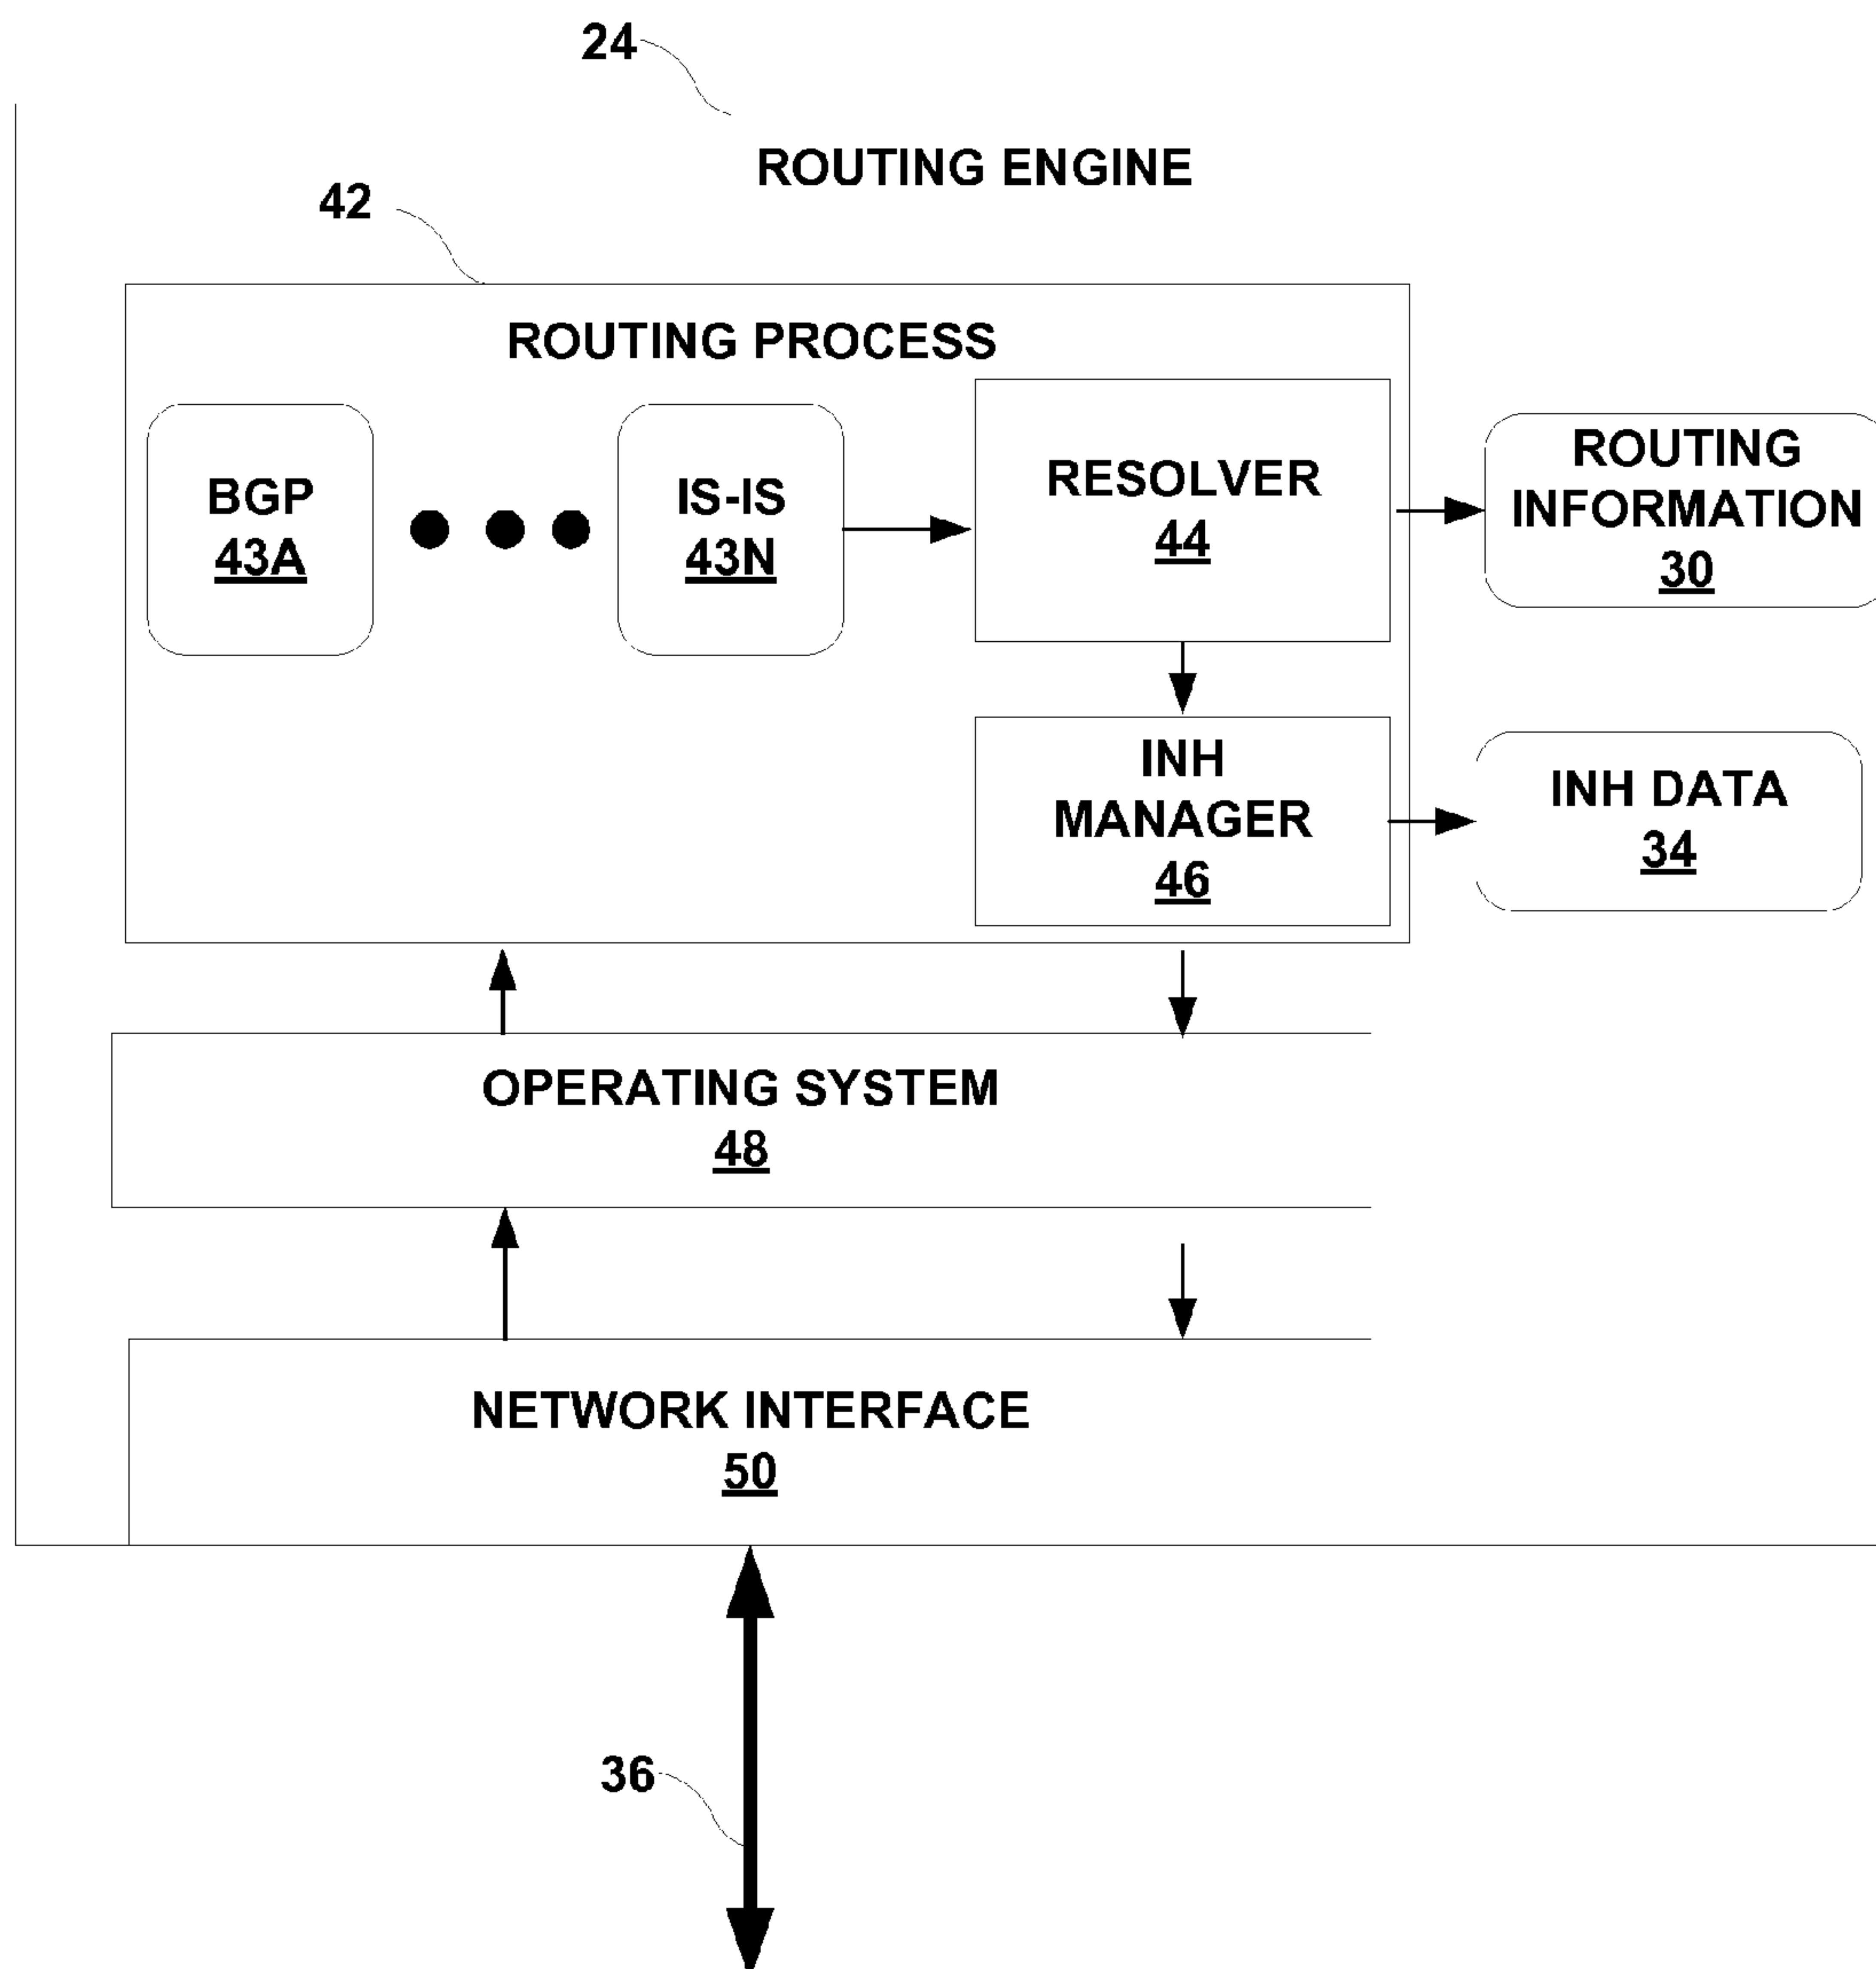 24
ROUTING ENGINE
42
ROUTING PROCESS
BGP
43A
IS-IS
43N
RESOLVER
44
ROUTING
INFORMATION
30
INH
MANAGER
46
INH DATA
34
OPERATING SYSTEM
48
NETWORK INTERFACE
50
36